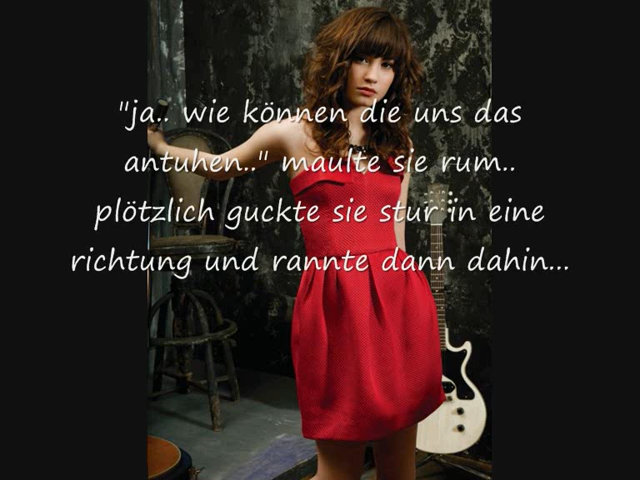 "ja.. wie können die uns das
antuhen.." maulte sie rum..
plötzlich guckte sie stur in eine
richtung und rannte dann dahin...